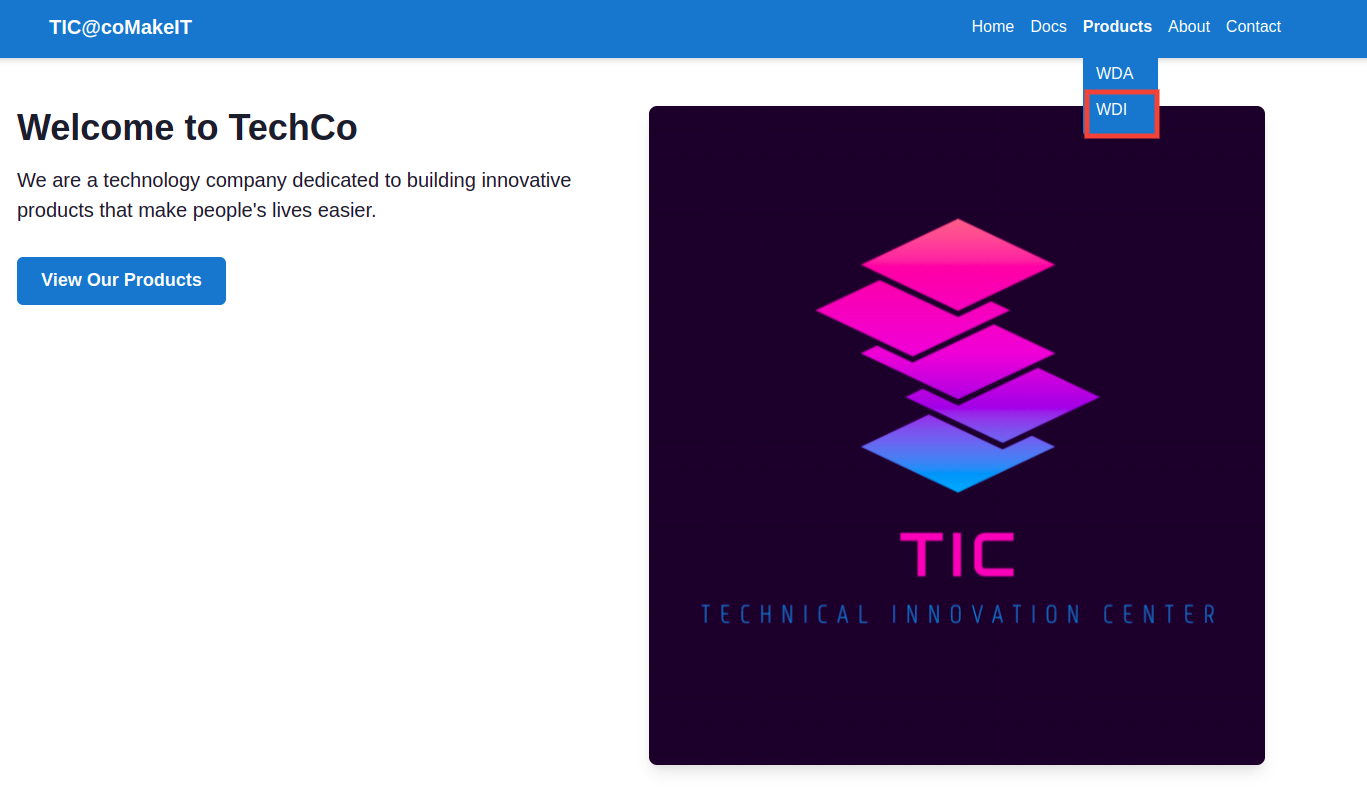 TIC@coMakeIT
Home Docs Products About Contact
WDA
WDI
Welcome to TechCo
We are a technology company dedicated to building innovative
products that make people's lives easier.
View Our Products
TIC
TECHNICAL INNOVATION CENTER